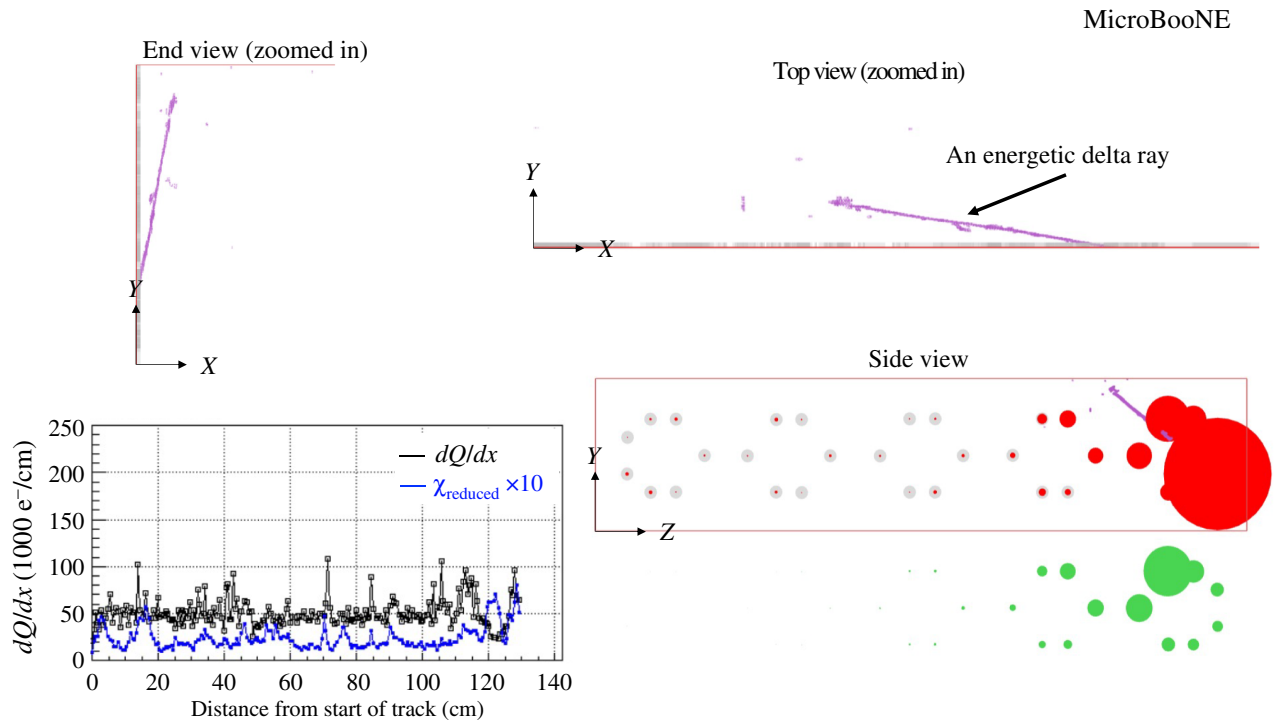 MicroBooNE
End view (zoomed in)
Top view (zoomed in)
An energetic delta ray
Y
X
Y
X
Side view
Y
Z
250
200
150
100
50
0
dQ/dx (1000 e⁻/cm)
dQ/dx
χreduced ×10
0 20 40 60 80 100 120 140
Distance from start of track (cm)